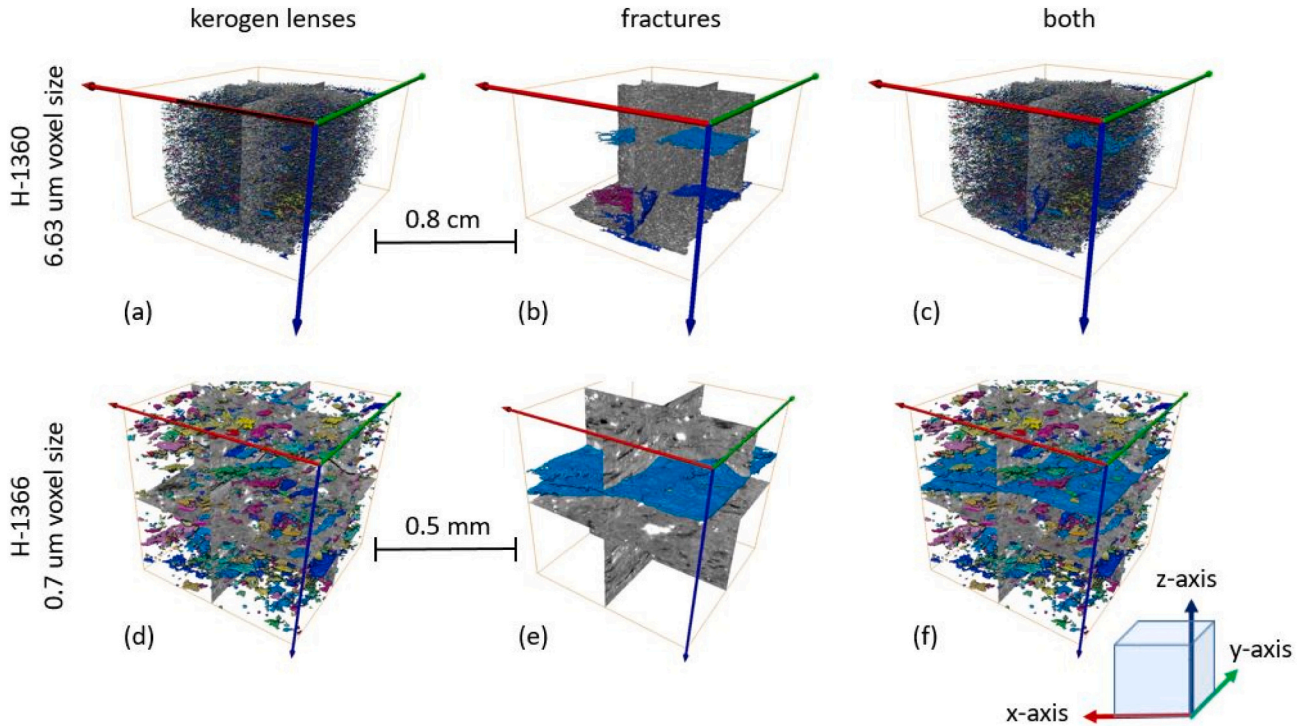 kerogen lenses
fractures
both
H-1360
6.63 um voxel size
0.8 cm
(a)
(b)
(c)
H-1366
0.7 um voxel size
0.5 mm
(d)
(e)
(f)
z-axis
y-axis
x-axis